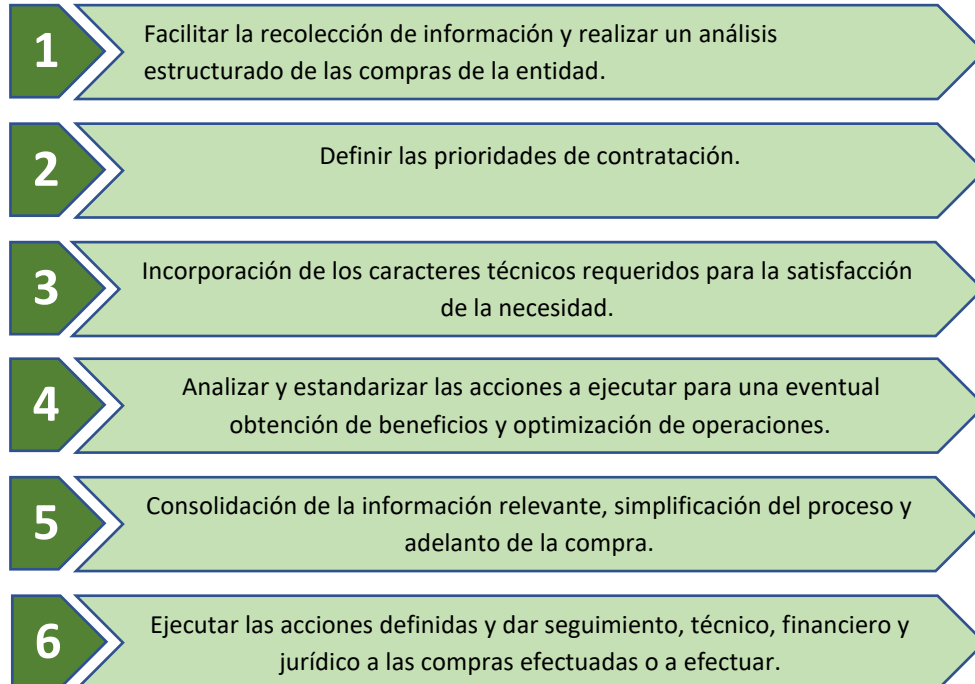 1
Facilitar la recolección de información y realizar un análisis
estructurado de las compras de la entidad.
2
Definir las prioridades de contratación.
3
Incorporación de los caracteres técnicos requeridos para la satisfacción
de la necesidad.
4
Analizar y estandarizar las acciones a ejecutar para una eventual
obtención de beneficios y optimización de operaciones.
5
Consolidación de la información relevante, simplificación del proceso y
adelanto de la compra.
6
Ejecutar las acciones definidas y dar seguimiento, técnico, financiero y
jurídico a las compras efectuadas o a efectuar.